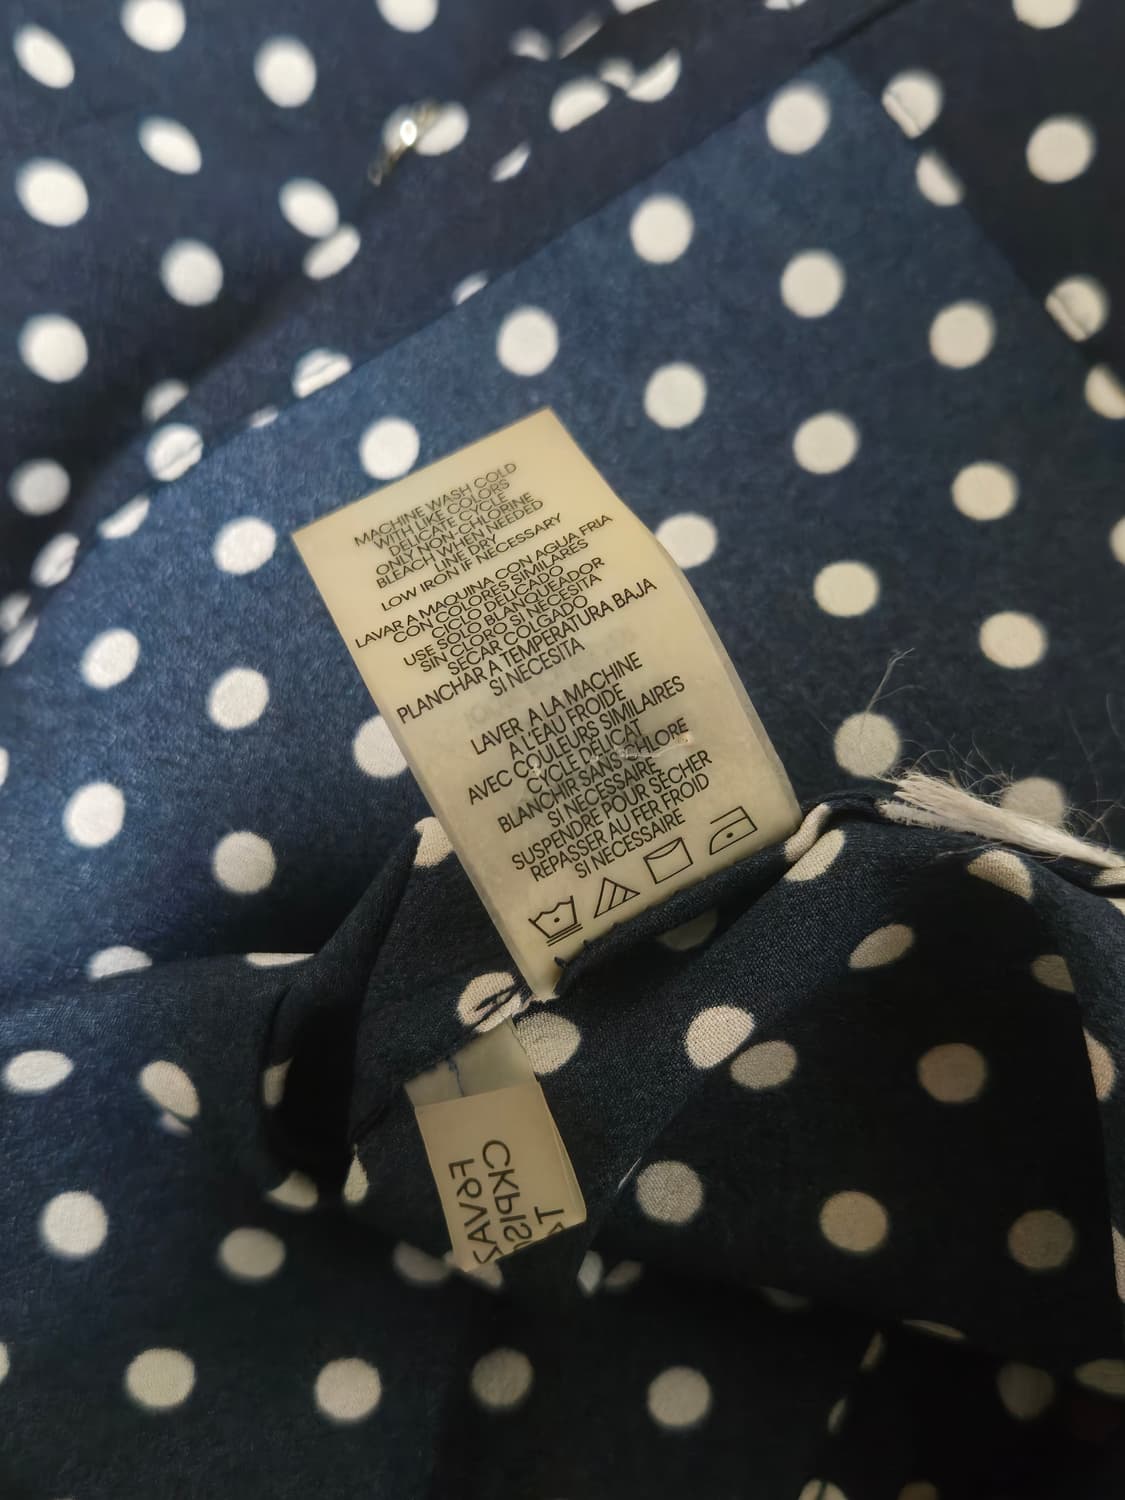 MACHINE WASH COLD
WITH LIKE COLORS
DELICATE CYCLE
ONLY NON-CHLORINE
BLEACH WHEN NEEDED
LINE DRY
LOW IRON IF NECESSARY
LAVAR A MAQUINA CON AGUA FRIA
CON COLORES SIMILARES
CICLO DELICADO
USE SOLO BLANQUEADOR
SIN CLORO SI NECESITA
SECAR COLGADO
PLANCHAR A TEMPERATURA BAJA
SI NECESITA
LAVER A LA MACHINE
A L'EAU FROIDE
AVEC COULEURS SIMILAIRES
CYCLE DELICAT
BLANCHIR SANS CHLORE
SI NECESSAIRE
SUSPENDRE POUR SECHER
REPASSER AU FER FROID
SI NECESSAIRE